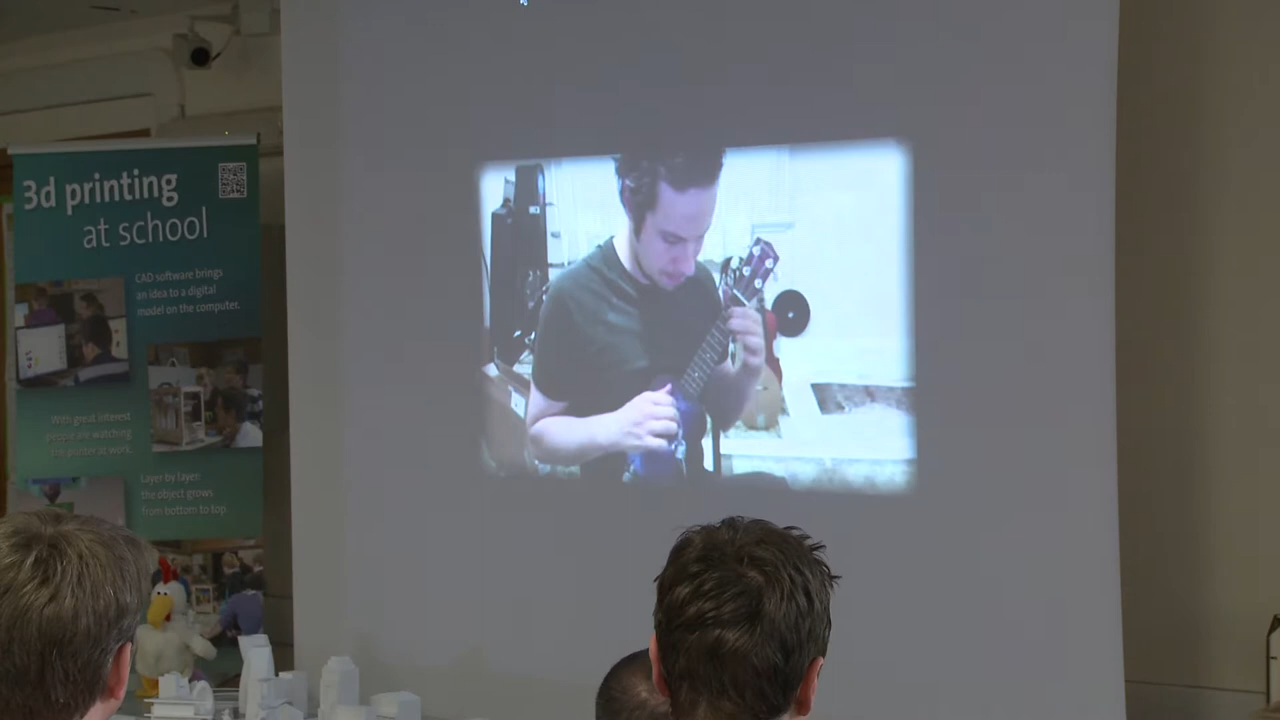 3d printing
at school
CAD software brings
an idea to a digital
model on the computer.
With great interest
people are watching
the printer at work.
Layer by Layer
the object grows
from bottom to top.